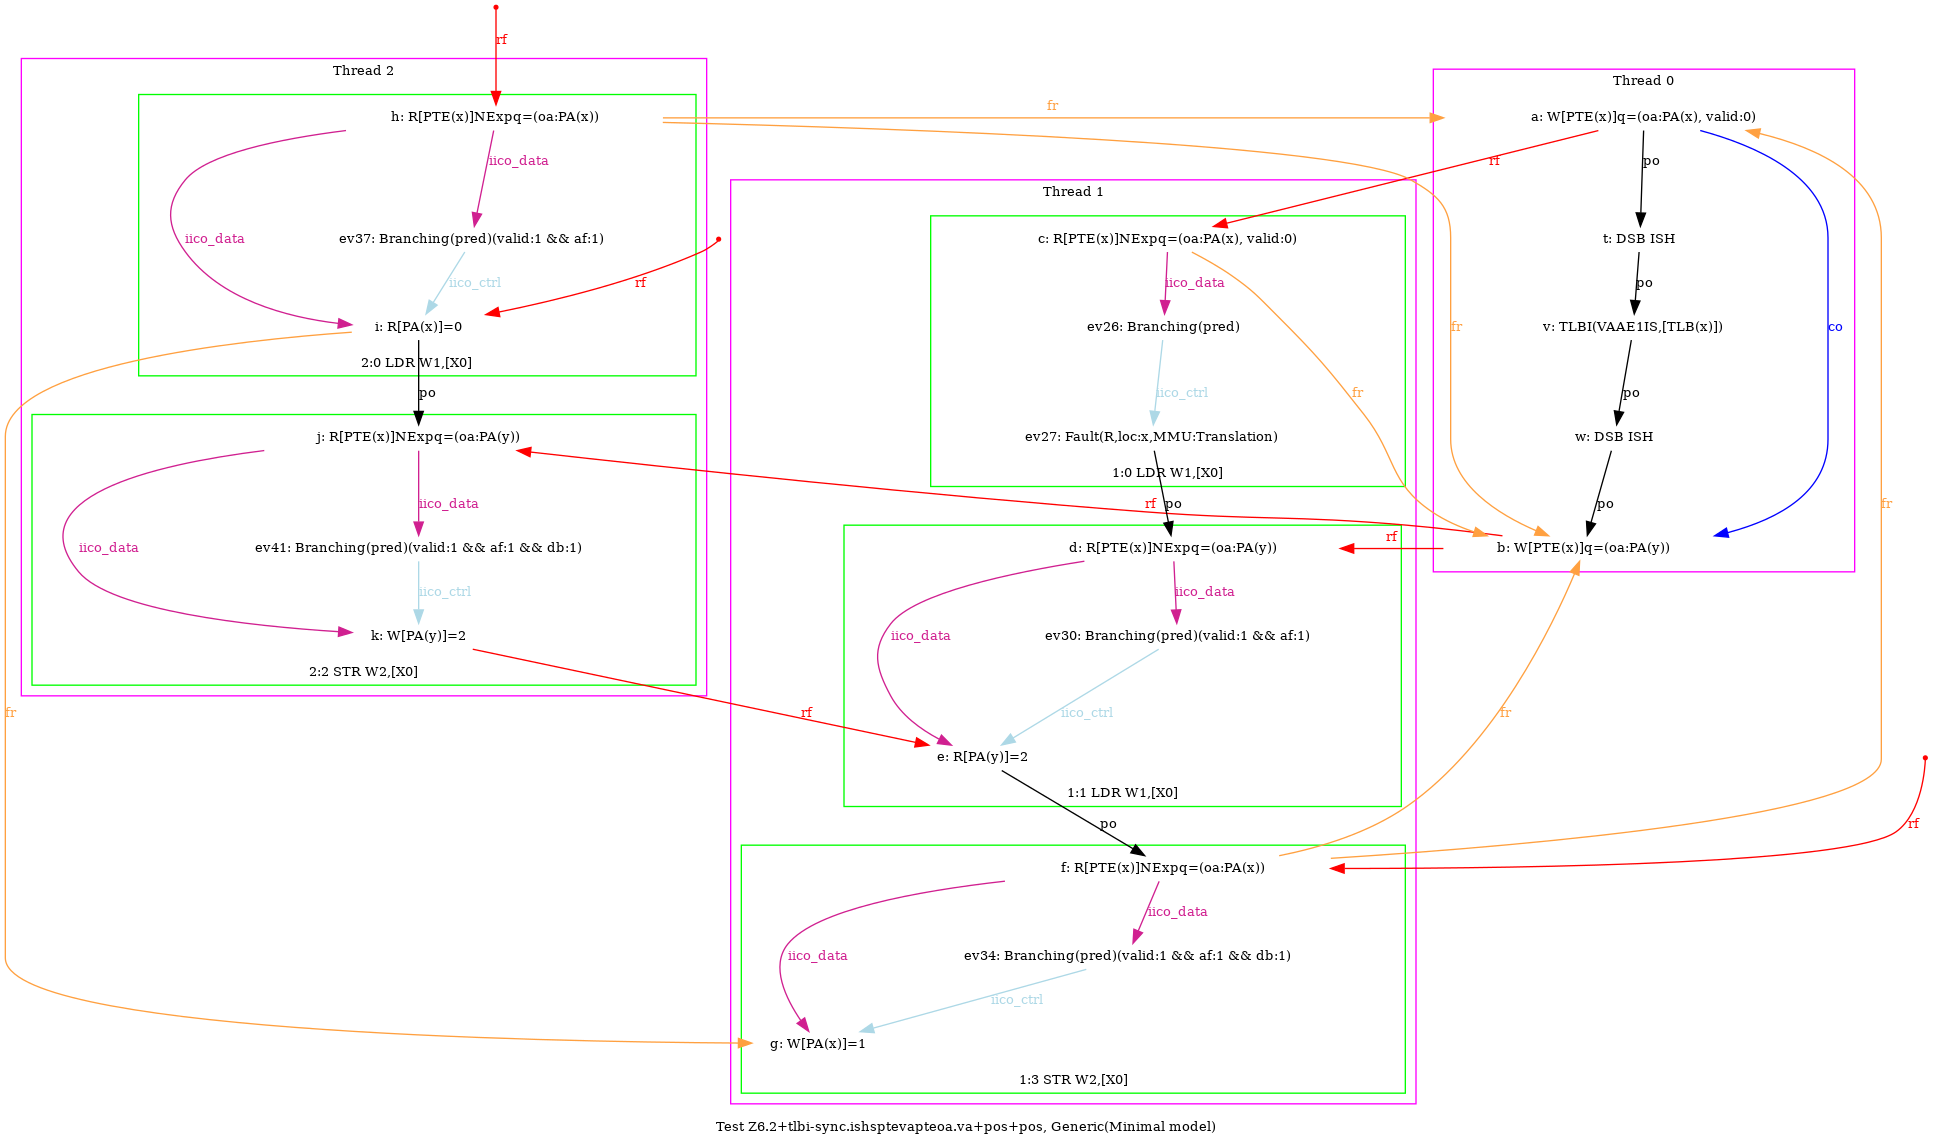 rf
Thread 2
h: R[PTE(x)]NExpq=(oa:PA(x))
iico_data
iico_data
ev37: Branching(pred)(valid:1 && af:1)
iico_ctrl
rf
i: R[PA(x)]=0
2:0 LDR W1,[X0]
po
j: R[PTE(x)]NExpq=(oa:PA(y))
iico_data
iico_data
ev41: Branching(pred)(valid:1 && af:1 && db:1)
iico_ctrl
k: W[PA(y)]=2
2:2 STR W2,[X0]
fr
rf
fr
fr
Thread 1
rf
c: R[PTE(x)]NExpq=(oa:PA(x), valid:0)
iico_data
ev26: Branching(pred)
iico_ctrl
fr
ev27: Fault(R,loc:x,MMU:Translation)
1:0 LDR W1,[X0]
rf
po
rf
d: R[PTE(x)]NExpq=(oa:PA(y))
iico_data
iico_data
ev30: Branching(pred)(valid:1 && af:1)
iico_ctrl
e: R[PA(y)]=2
1:1 LDR W1,[X0]
po
f: R[PTE(x)]NExpq=(oa:PA(x))
iico_data
iico_data
ev34: Branching(pred)(valid:1 && af:1 && db:1)
iico_ctrl
g: W[PA(x)]=1
1:3 STR W2,[X0]
Thread 0
a: W[PTE(x)]q=(oa:PA(x), valid:0)
po
t: DSB ISH
po
v: TLBI(VAAE1IS,[TLB(x)])
co
po
w: DSB ISH
po
b: W[PTE(x)]q=(oa:PA(y))
fr
fr
rf
Test Z6.2+tlbi-sync.ishsptevapteoa.va+pos+pos, Generic(Minimal model)